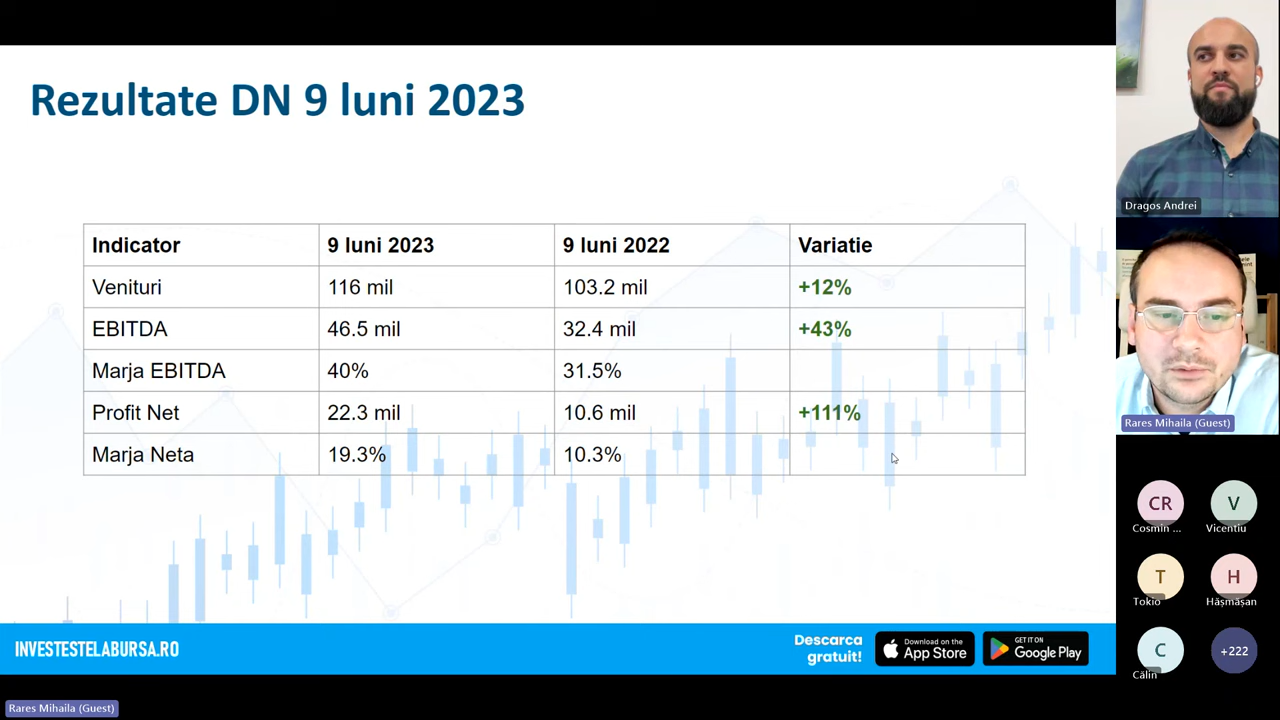 Rezultate DN 9 luni 2023
Indicator 9 luni 2023 9 luni 2022 Variatie
Venituri 116 mil 103.2 mil +12%
EBITDA 46.5 mil 32.4 mil +43%
Marja EBITDA 40% 31.5%
Profit Net 22.3 mil 10.6 mil +111%
Marja Neta 19.3% 10.3%
INVESTESTELABURSA.RO
Descarca
gratuit!
Download on the
App Store
GET IT ON
Google Play
Rares Mihaila (Guest)
Dragos Andrei
Rares Mihaila (Guest)
CR V
Cosmin ... Vicentiu
T H
Tokio Hășmășan
C +222
Călin